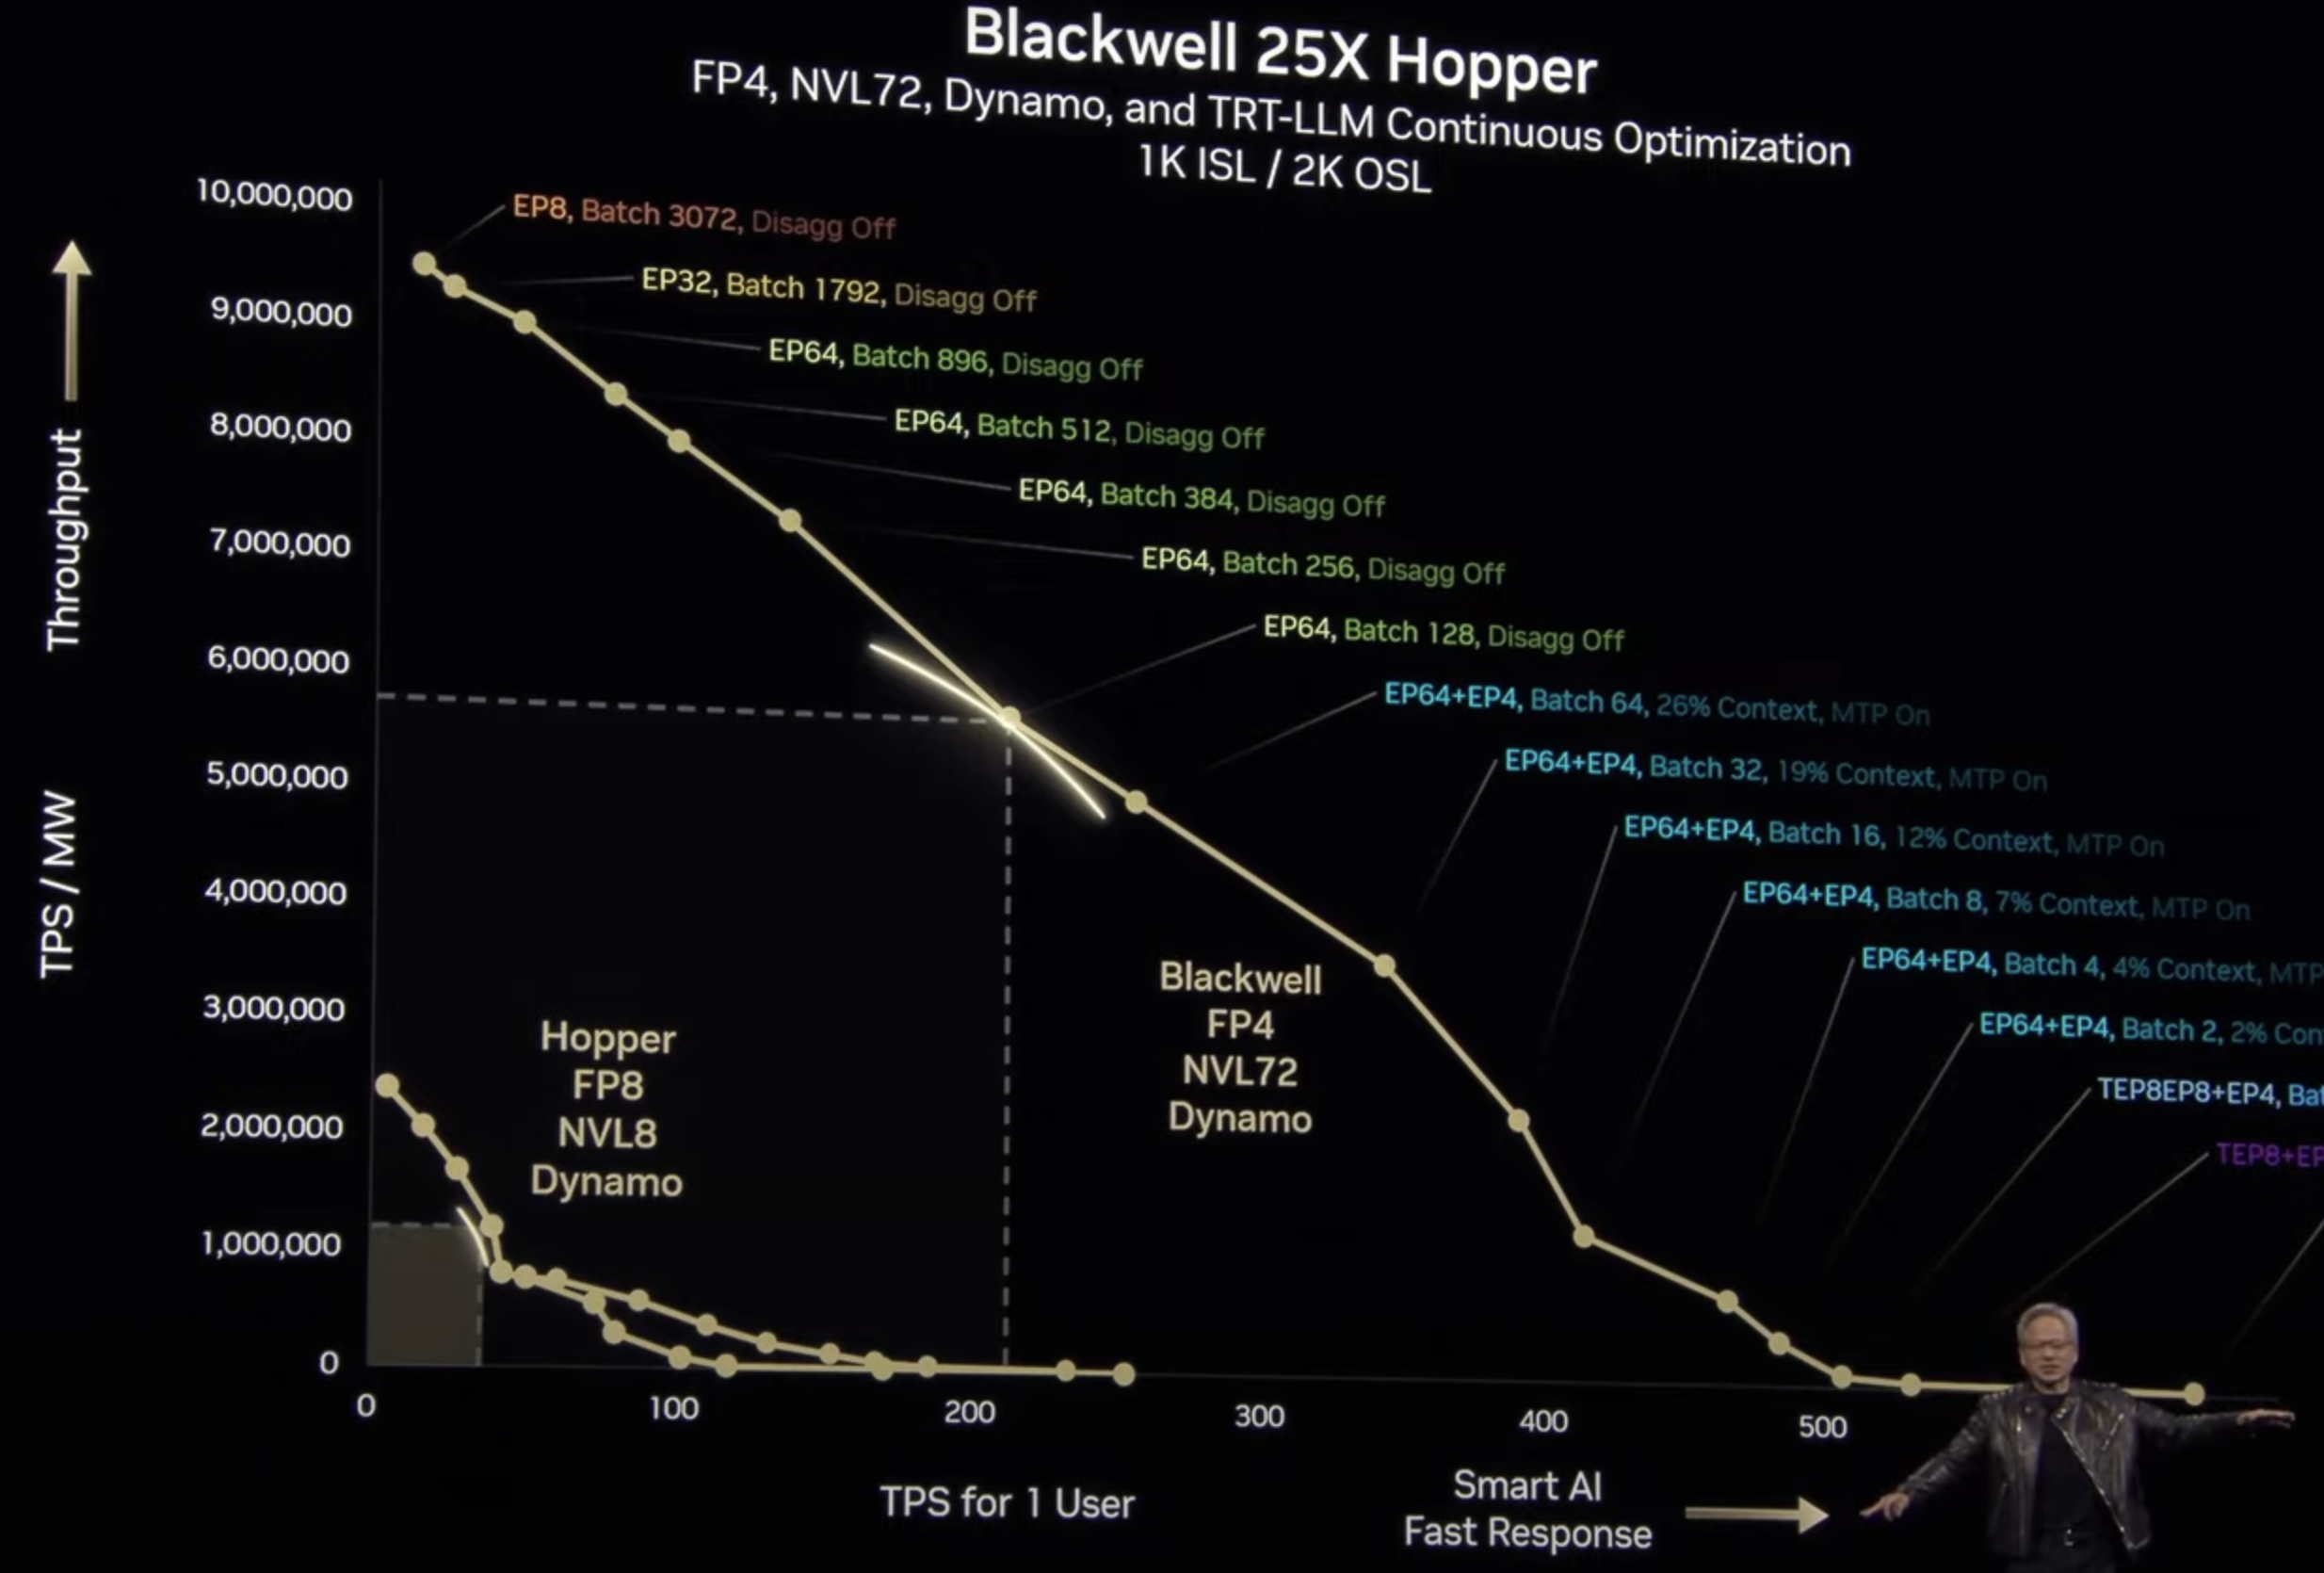 Blackwell 25X Hopper
FP4, NVL72, Dynamo, and TRT-LLM Continuous Optimization
1K ISL / 2K OSL
10,000,000
9,000,000
8,000,000
7,000,000
6,000,000
5,000,000
4,000,000
3,000,000
2,000,000
1,000,000
0
Throughput
TPS / MW
EP8, Batch 3072, Disagg Off
EP32, Batch 1792, Disagg Off
EP64, Batch 896, Disagg Off
EP64, Batch 512, Disagg Off
EP64, Batch 384, Disagg Off
EP64, Batch 256, Disagg Off
EP64, Batch 128, Disagg Off
EP64+EP4, Batch 64, 26% Context, MTP On
EP64+EP4, Batch 32, 19% Context, MTP On
EP64+EP4, Batch 16, 12% Context, MTP On
EP64+EP4, Batch 8, 7% Context, MTP On
EP64+EP4, Batch 4, 4% Context, MTP
EP64+EP4, Batch 2, 2% Con
TEP8EP8+EP4, Bat
TEP8+EP
Hopper
FP8
NVL8
Dynamo
Blackwell
FP4
NVL72
Dynamo
0
100
200
300
400
500
TPS for 1 User
Smart AI
Fast Response